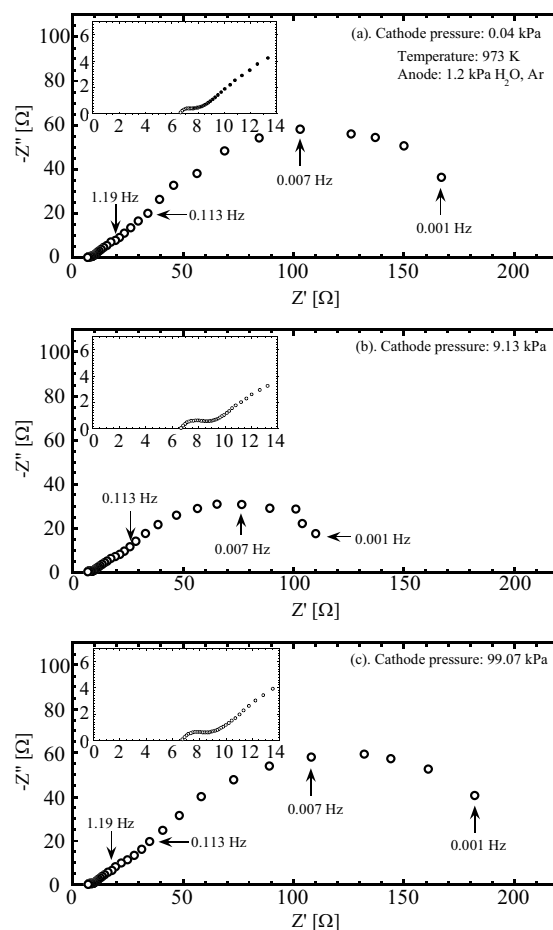 (a). Cathode pressure: 0.04 kPa
Temperature: 973 K
Anode: 1.2 kPa H₂O, Ar
100
80
60
40
20
0
-Z" [Ω]
6
4
2
0
0 2 4 6 8 10 12 14
1.19 Hz
0.113 Hz
0.007 Hz
0.001 Hz
0 50 100 150 200
Z' [Ω]
(b). Cathode pressure: 9.13 kPa
100
80
60
40
20
0
-Z" [Ω]
6
4
2
0
0 2 4 6 8 10 12 14
0.113 Hz
0.007 Hz
0.001 Hz
0 50 100 150 200
Z' [Ω]
(c). Cathode pressure: 99.07 kPa
100
80
60
40
20
0
-Z" [Ω]
6
4
2
0
0 2 4 6 8 10 12 14
1.19 Hz
0.113 Hz
0.007 Hz
0.001 Hz
0 50 100 150 200
Z' [Ω]